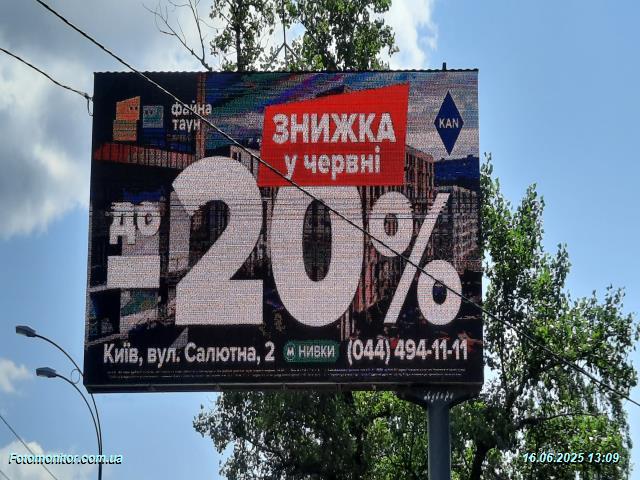 файна
таун
KAN
ЗНИЖКА
у червні
ДО
20%
Київ, вул. Салютна, 2 М НИВКИ (044) 494-11-11
Fotomonitor.com.ua
16.06.2025 13:09